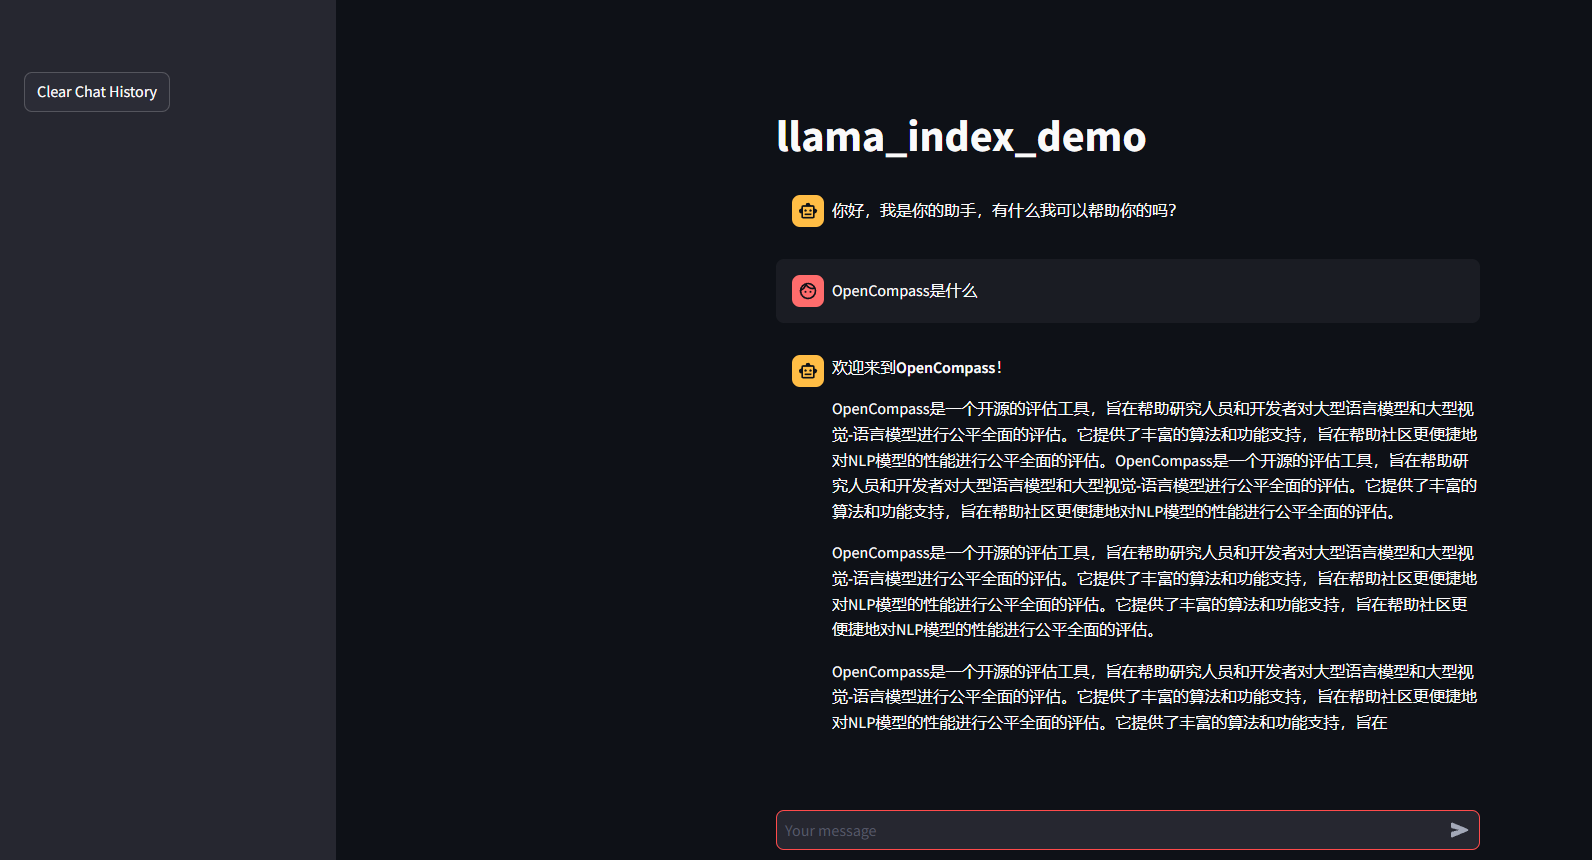 Clear Chat History
llama_index_demo
你好，我是你的助手，有什么我可以帮助你的吗？
OpenCompass是什么
欢迎来到OpenCompass！
OpenCompass是一个开源的评估工具，旨在帮助研究人员和开发者对大型语言模型和大型视
觉-语言模型进行公平全面的评估。它提供了丰富的算法和功能支持，旨在帮助社区更便捷地
对NLP模型的性能进行公平全面的评估。OpenCompass是一个开源的评估工具，旨在帮助研
究人员和开发者对大型语言模型和大型视觉-语言模型进行公平全面的评估。它提供了丰富的
算法和功能支持，旨在帮助社区更便捷地对NLP模型的性能进行公平全面的评估。
OpenCompass是一个开源的评估工具，旨在帮助研究人员和开发者对大型语言模型和大型视
觉-语言模型进行公平全面的评估。它提供了丰富的算法和功能支持，旨在帮助社区更便捷地
对NLP模型的性能进行公平全面的评估。它提供了丰富的算法和功能支持，旨在帮助社区更
便捷地对NLP模型的性能进行公平全面的评估。
OpenCompass是一个开源的评估工具，旨在帮助研究人员和开发者对大型语言模型和大型视
觉-语言模型进行公平全面的评估。它提供了丰富的算法和功能支持，旨在帮助社区更便捷地
对NLP模型的性能进行公平全面的评估。它提供了丰富的算法和功能支持，旨在
Your message